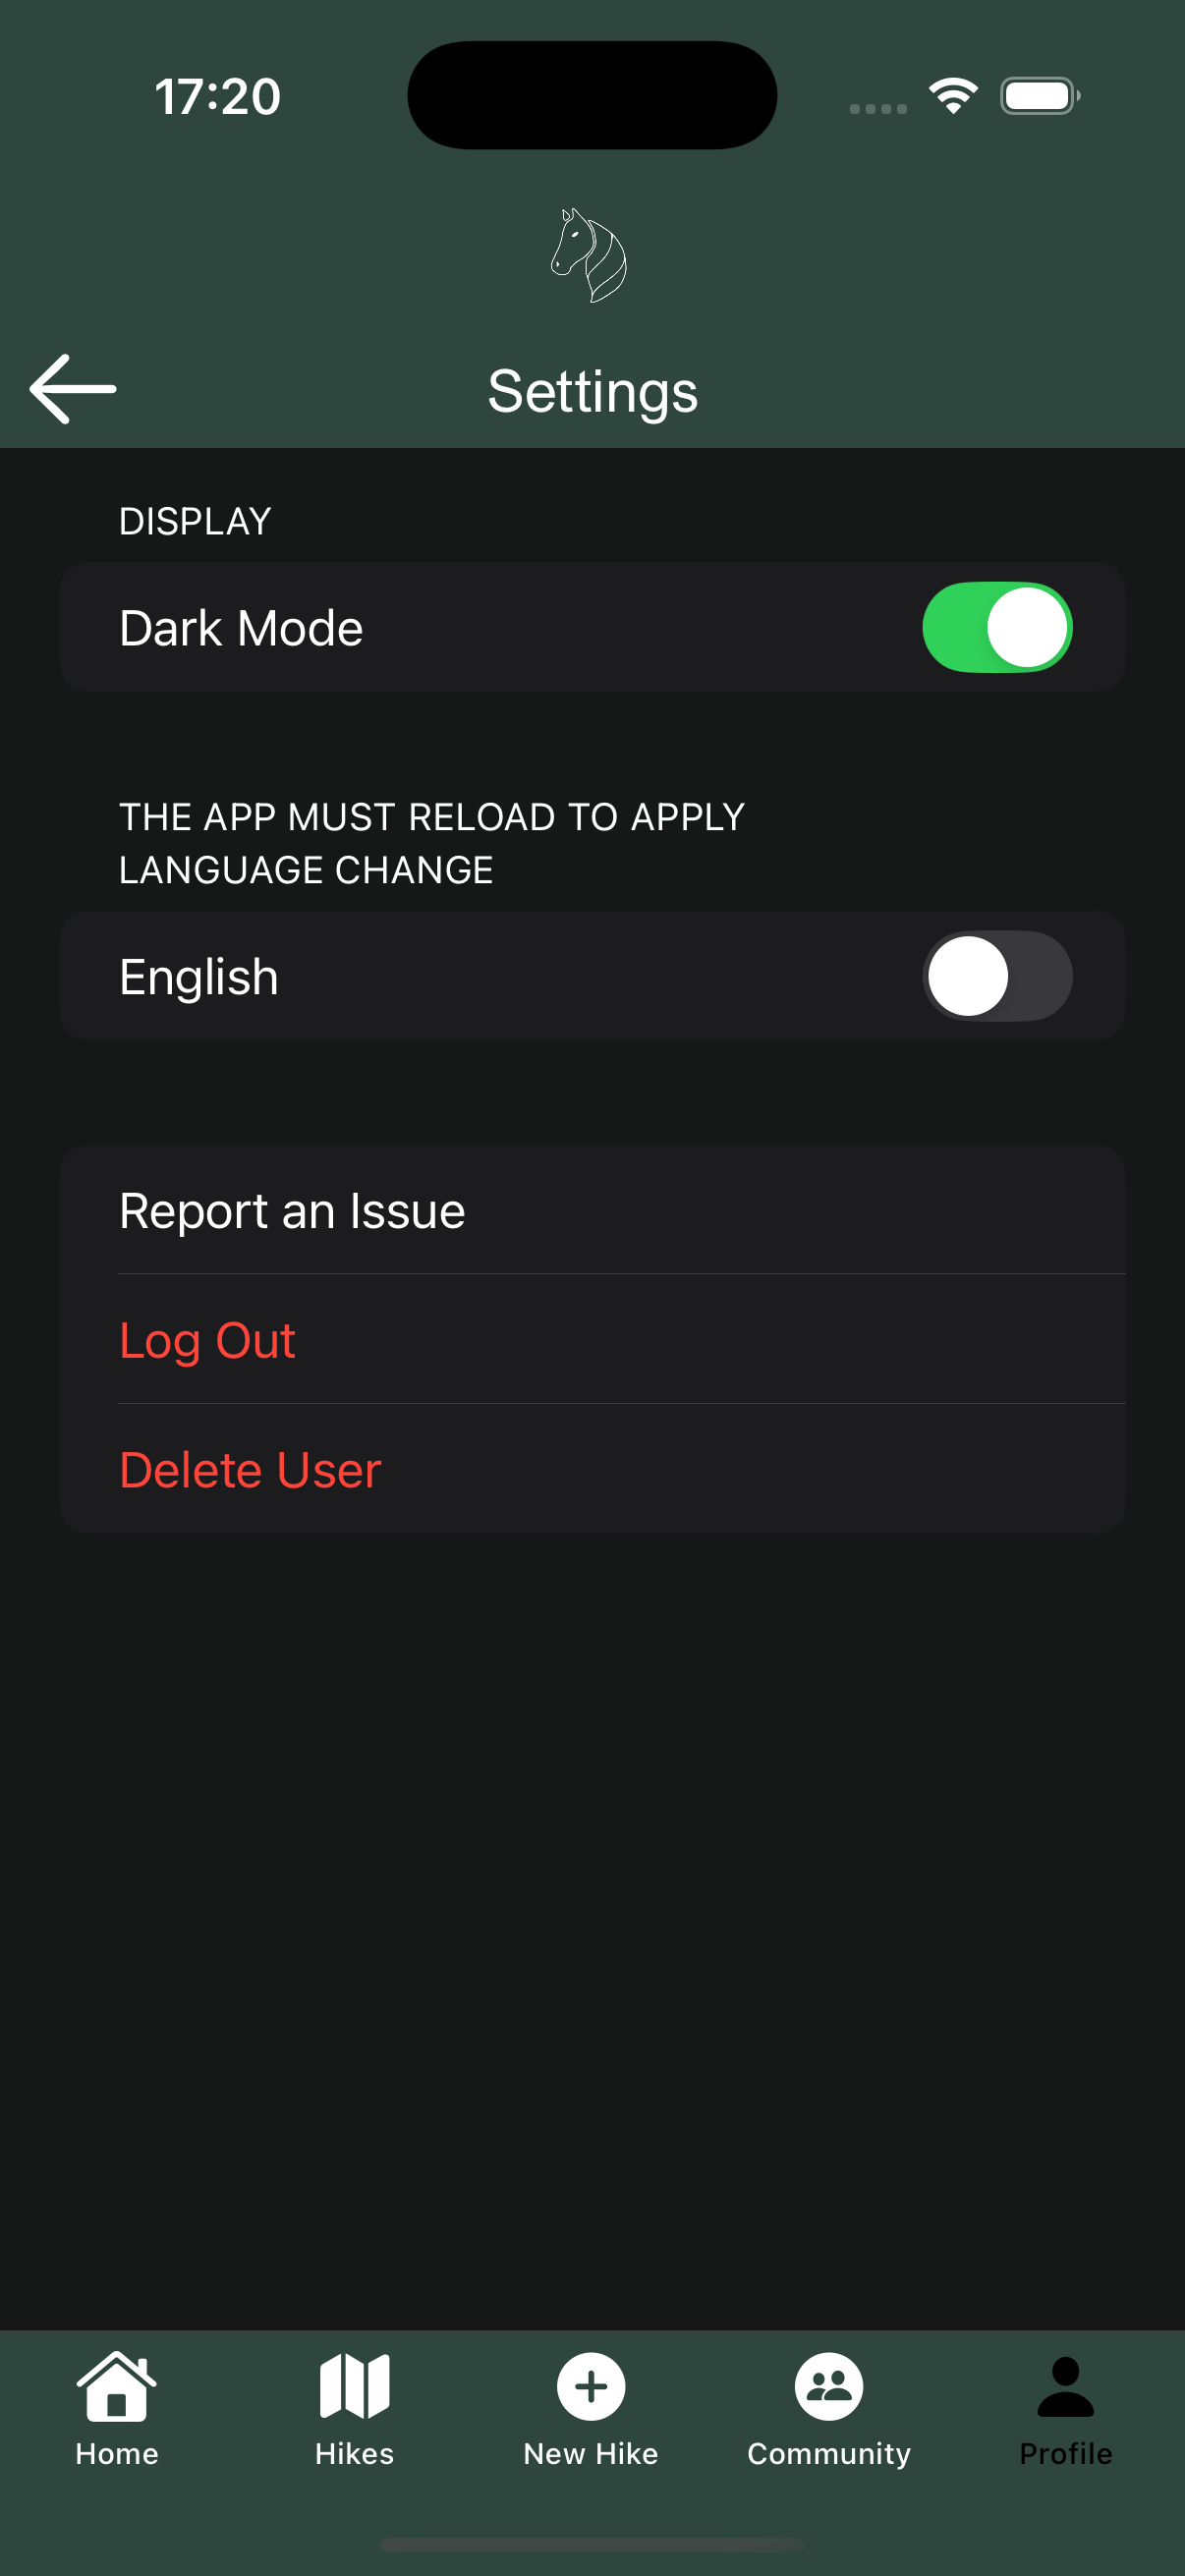 17:20
Settings
DISPLAY
Dark Mode
THE APP MUST RELOAD TO APPLY
LANGUAGE CHANGE
English
Report an Issue
Log Out
Delete User
Home
Hikes
New Hike
Community
Profile